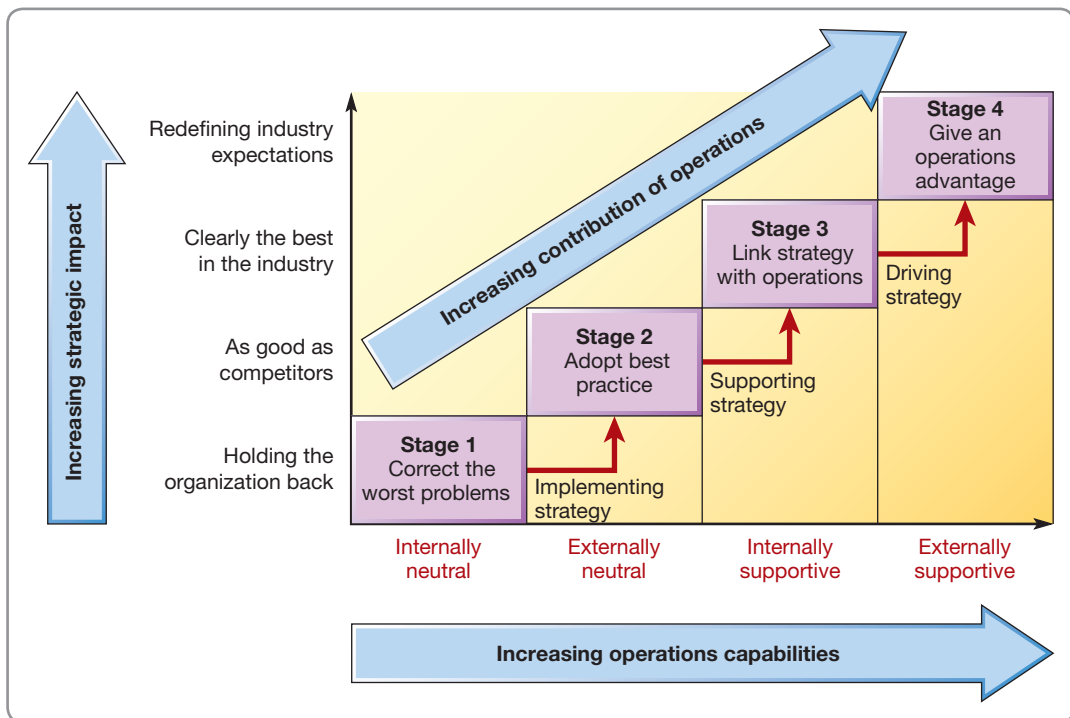 Increasing strategic impact
Redefining industry
expectations
Clearly the best
in the industry
As good as
competitors
Holding the
organization back
Increasing contribution of operations
Stage 4
Give an
operations
advantage
Stage 3
Link strategy
with operations
Driving
strategy
Stage 2
Adopt best
practice
Supporting
strategy
Stage 1
Correct the
worst problems
Implementing
strategy
Internally
neutral
Externally
neutral
Internally
supportive
Externally
supportive
Increasing operations capabilities